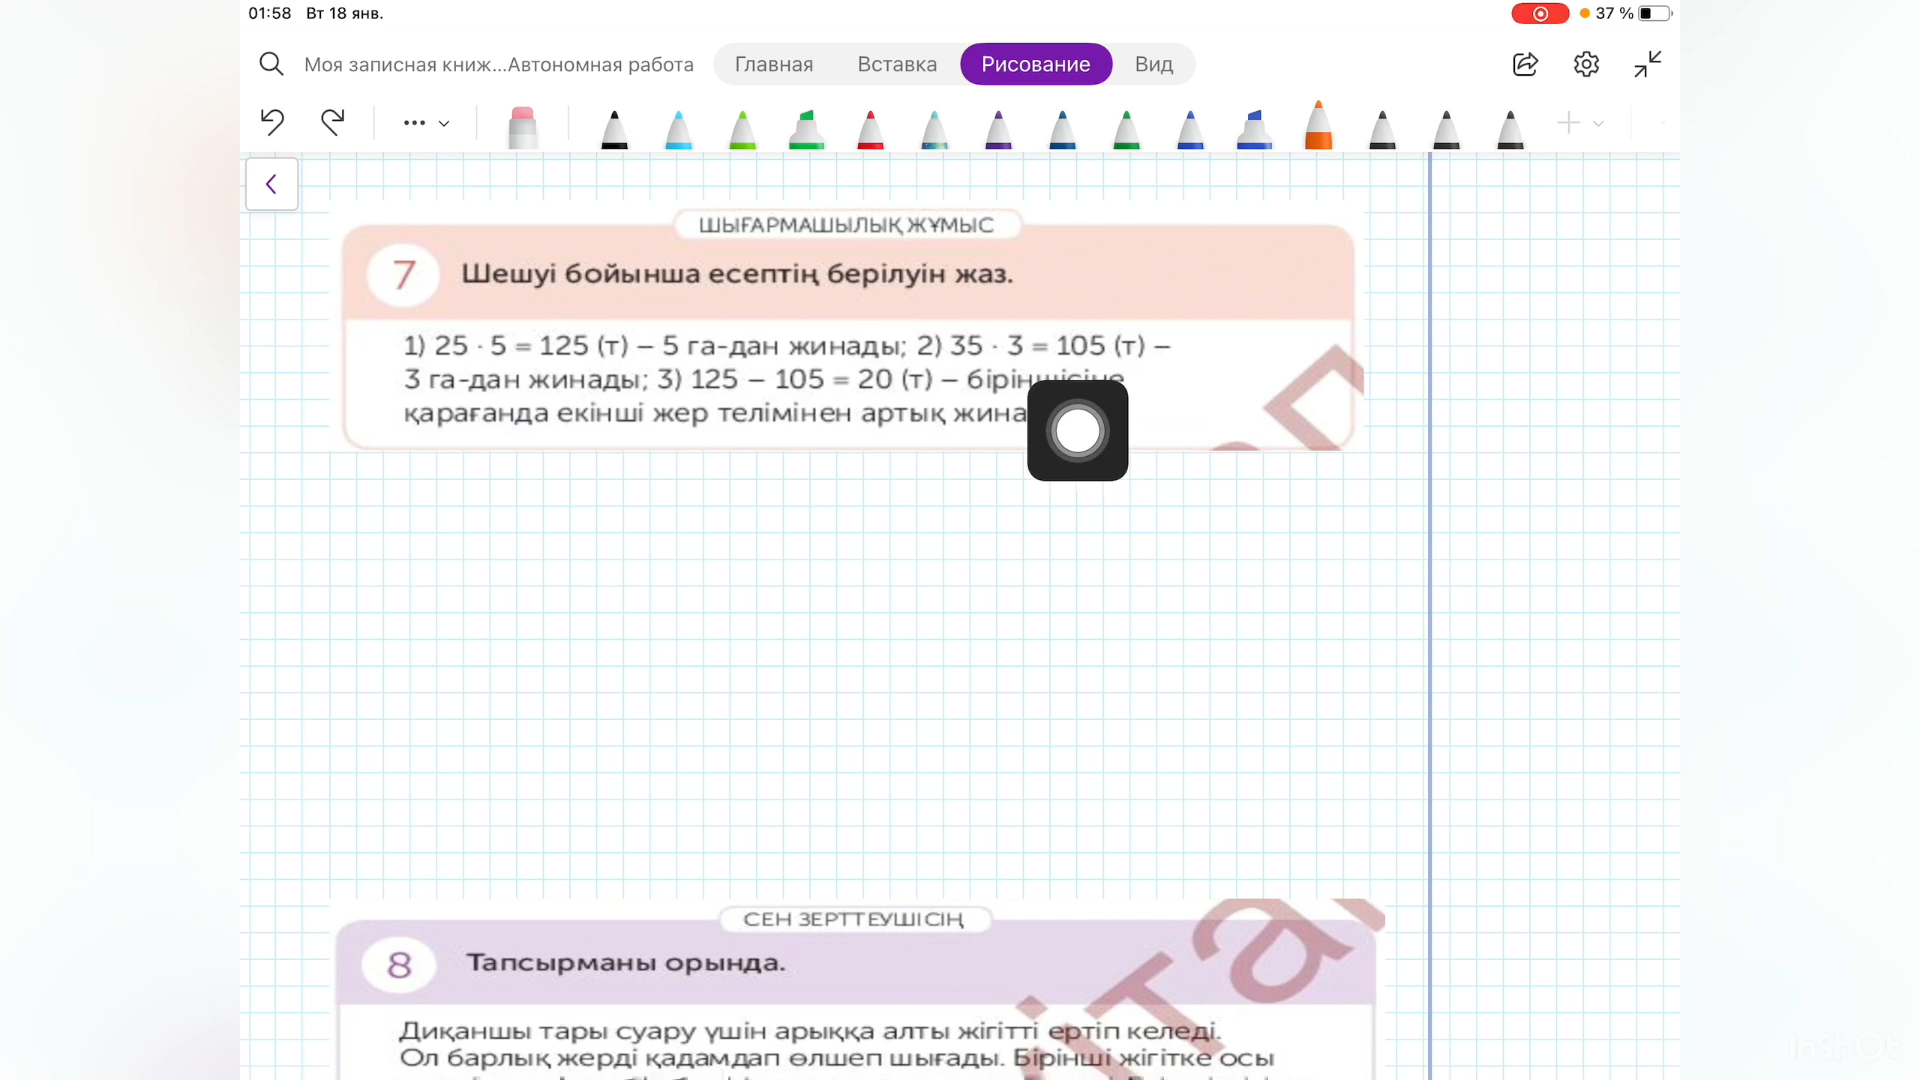 01:58 Вт 18 янв.
37 %
Моя записная книж...Автономная работа
Главная Вставка Рисование Вид
ШЫҒАРМАШЫЛЫҚ ЖҰМЫС
7 Шешуі бойынша есептің берілуін жаз.
1) 25 · 5 = 125 (т) – 5 га-дан жинады; 2) 35 · 3 = 105 (т) –
3 га-дан жинады; 3) 125 – 105 = 20 (т) – біріншісіне
қарағанда екінші жер телімінен артық жина
СЕН ЗЕРТТЕУШІСІҢ
8 Тапсырманы орында.
Диқаншы тары суару үшін арыққа алты жігітті ертіп келеді.
Ол барлық жерді қадамдап өлшеп шығады. Бірінші жігітке осы
InShOt